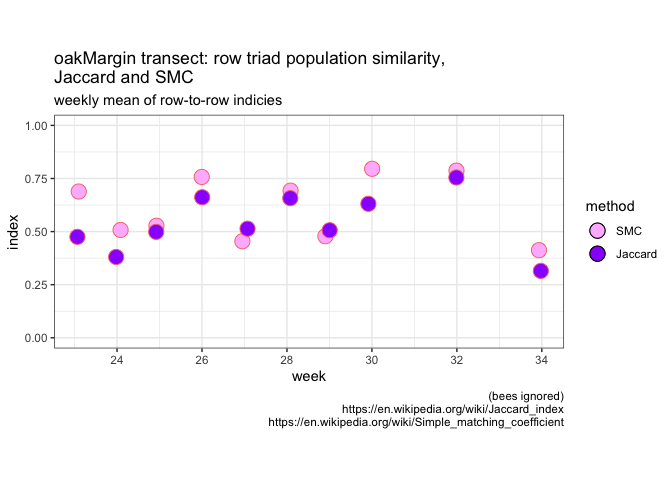 oakMargin transect: row triad population similarity,
Jaccard and SMC
weekly mean of row-to-row indicies
1.00
0.75
0.50
0.25
0.00
index
24 26 28 30 32 34
week
method
SMC
Jaccard
(bees ignored)
https://en.wikipedia.org/wiki/Jaccard_index
https://en.wikipedia.org/wiki/Simple_matching_coefficient